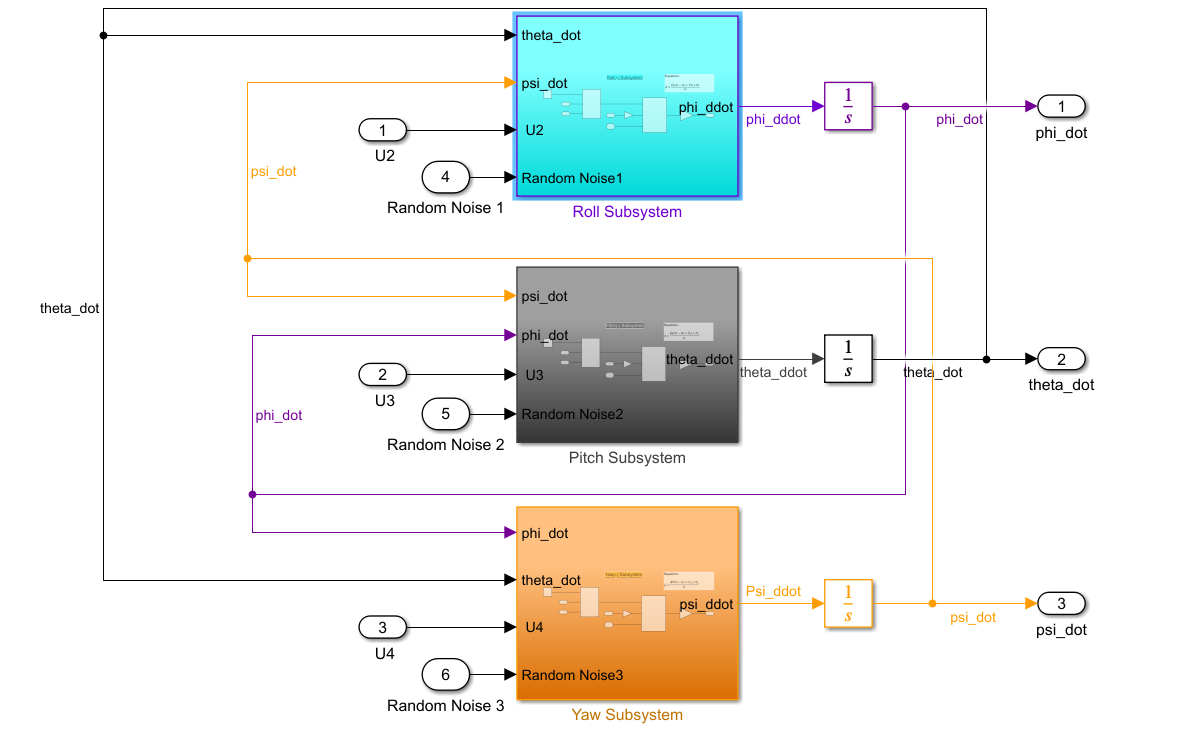 theta_dot
psi_dot
phi_ddot
phi_ddot
1
s
phi_dot
1
phi_dot
1
U2
U2
psi_dot
4
Random Noise1
Random Noise 1
Roll Subsystem
psi_dot
theta_dot
phi_dot
theta_ddot
theta_ddot
1
s
theta_dot
2
theta_dot
2
U3
U3
phi_dot
5
Random Noise2
Random Noise 2
Pitch Subsystem
phi_dot
theta_dot
Yaw Subsystem
psi_ddot
Psi_ddot
1
s
psi_dot
3
psi_dot
3
U4
U4
6
Random Noise3
Random Noise 3
Yaw Subsystem